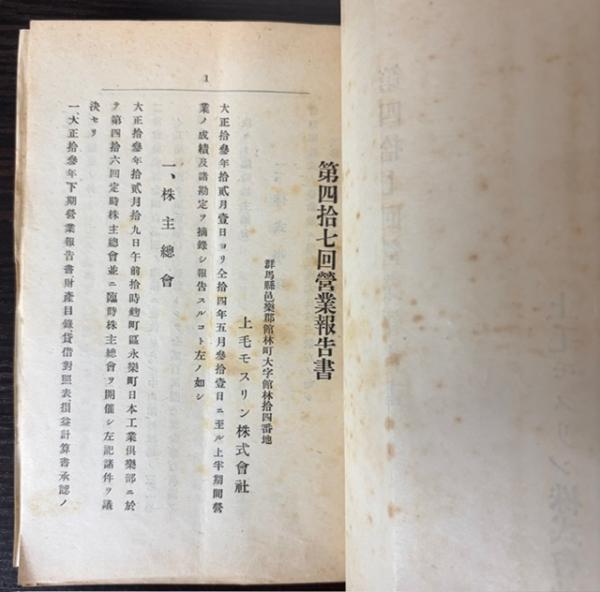 1
第四拾七回營業報告書
群馬縣邑樂郡館林町大字館林拾四番地
上毛モスリン株式會社
大正拾參年拾貳月壹日ヨリ仝拾四年五月參拾壹日ニ至ル上半期間營
業ノ成績及諸勘定ヲ摘錄シ報告スルコト左ノ如シ
一、株主總會
大正拾參年拾貳月拾九日午前拾時麴町區永樂町日本工業俱樂部ニ於
ヲ第四拾六回定時株主總會並ニ臨時株主總會ヲ開催シ左記諸件ヲ議
決セリ
一、大正拾參年下期營業報告書財產目錄貸借對照表損益計算書承認ノ